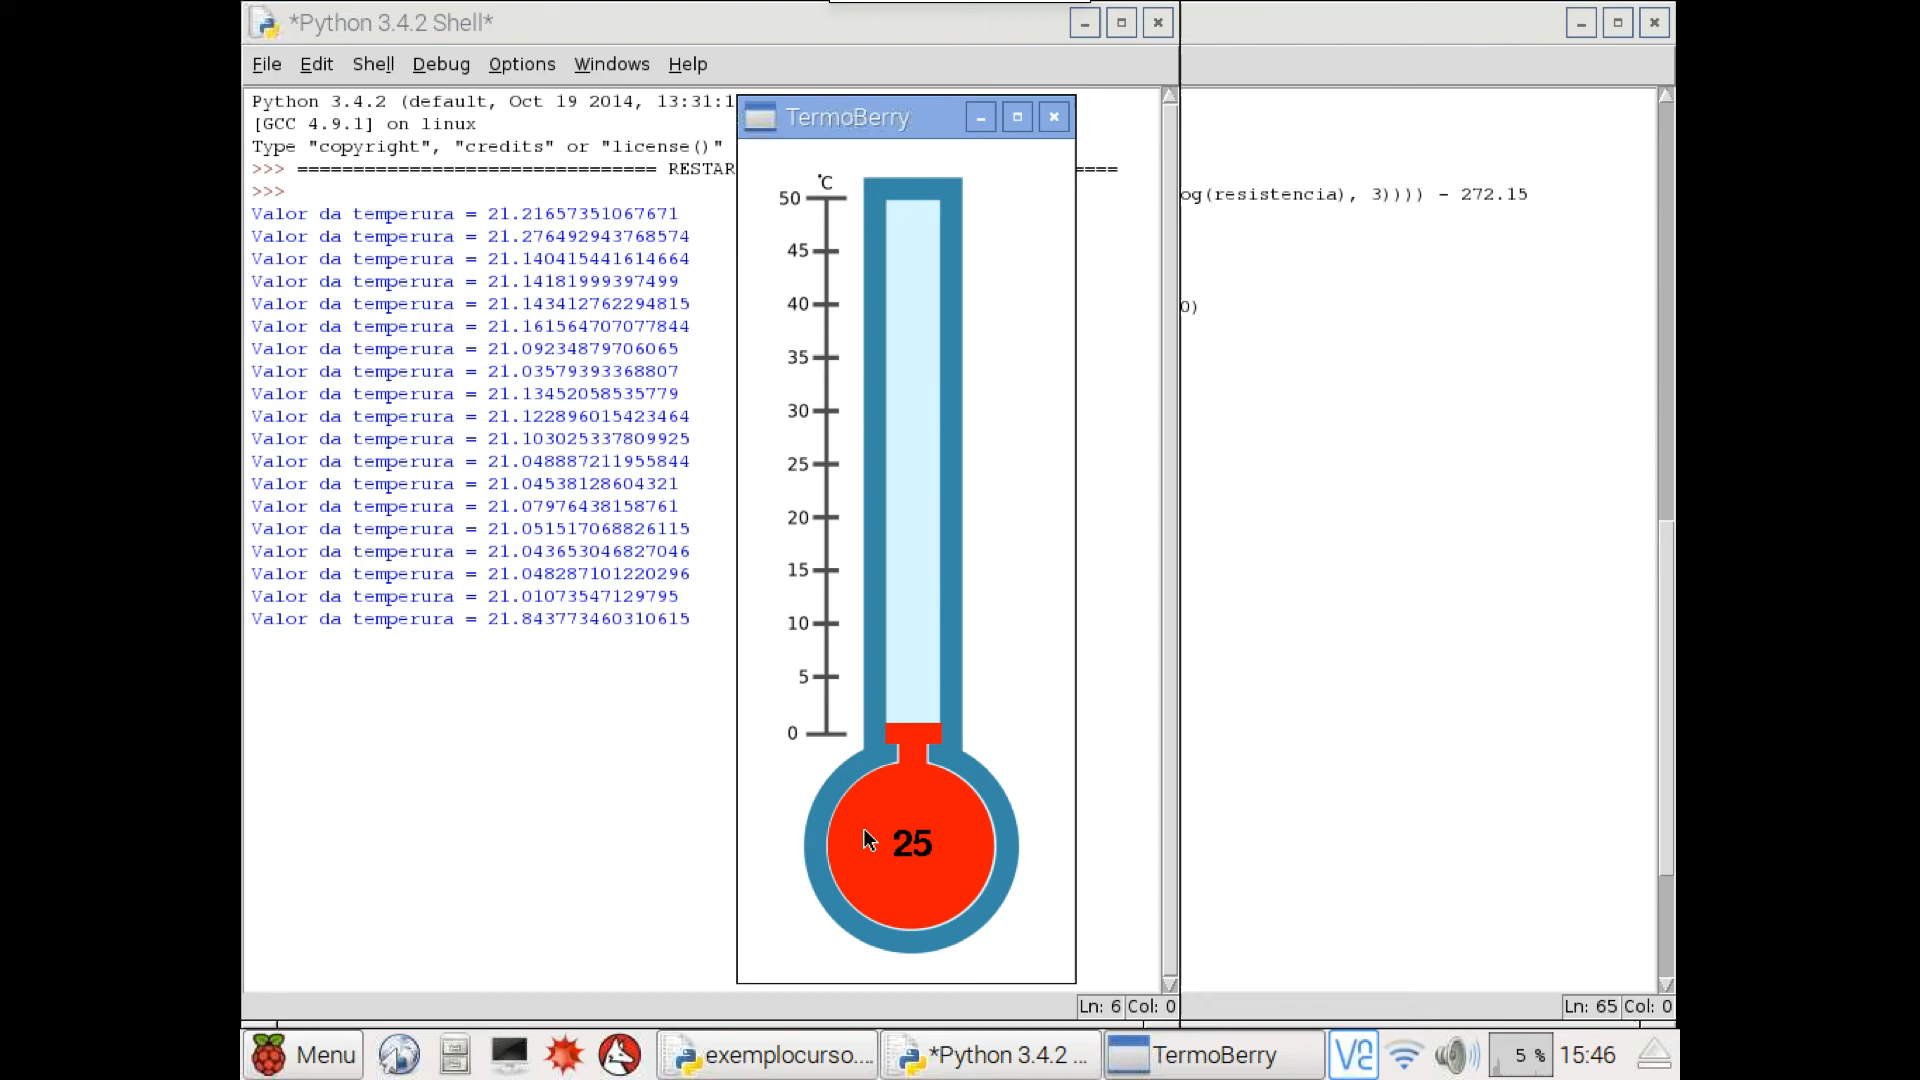 *Python 3.4.2 Shell*
File Edit Shell Debug Options Windows Help
Python 3.4.2 (default, Oct 19 2014, 13:31:1
[GCC 4.9.1] on linux
Type "copyright", "credits" or "license()"
>>> ================================ RESTAR
====
>>>
Valor da temperura = 21.21657351067671
Valor da temperura = 21.276492943768574
Valor da temperura = 21.140415441614664
Valor da temperura = 21.14181999397499
Valor da temperura = 21.143412762294815
Valor da temperura = 21.161564707077844
Valor da temperura = 21.09234879706065
Valor da temperura = 21.03579393368807
Valor da temperura = 21.13452058535779
Valor da temperura = 21.122896015423464
Valor da temperura = 21.103025337809925
Valor da temperura = 21.048887211955844
Valor da temperura = 21.04538128604321
Valor da temperura = 21.07976438158761
Valor da temperura = 21.051517068826115
Valor da temperura = 21.043653046827046
Valor da temperura = 21.048287101220296
Valor da temperura = 21.01073547129795
Valor da temperura = 21.843773460310615
TermoBerry
°C
50
45
40
35
30
25
20
15
10
5
0
25
og(resistencia), 3)))) - 272.15
0)
Ln: 6 Col: 0
Ln: 65 Col: 0
Menu
exemplocurso....
*Python 3.4.2 ...
TermoBerry
5 %
15:46